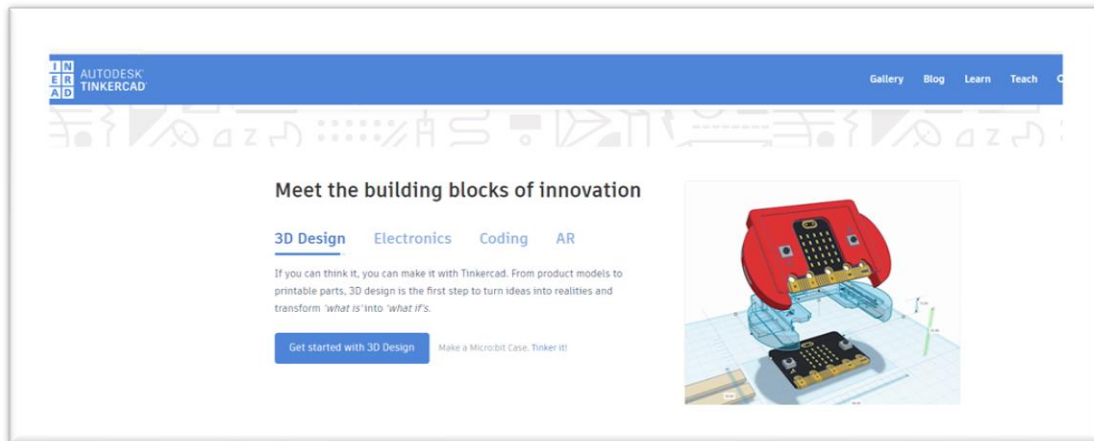 I N
E R
A D
AUTODESK®
TINKERCAD®
Gallery Blog Learn Teach
Meet the building blocks of innovation
3D Design Electronics Coding AR
If you can think it, you can make it with Tinkercad. From product models to
printable parts, 3D design is the first step to turn ideas into realities and
transform 'what is' into 'what if's.
Get started with 3D Design
Make a Micro:bit Case. Tinker it!